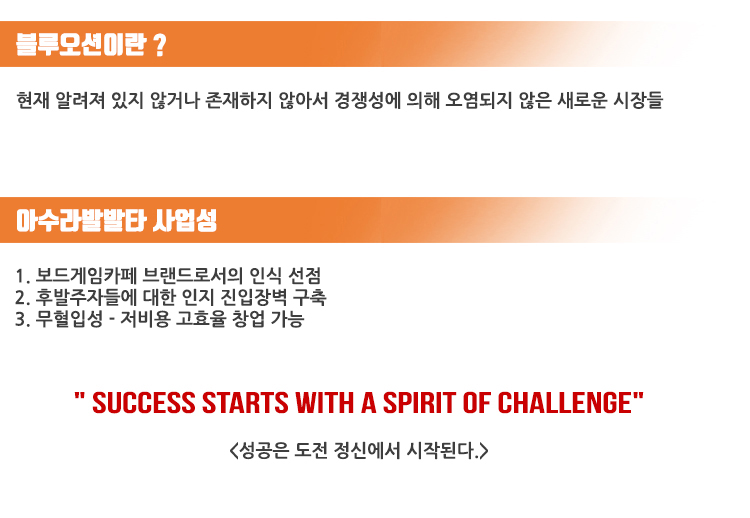 블루오션이란 ?
현재 알려져 있지 않거나 존재하지 않아서 경쟁성에 의해 오염되지 않은 새로운 시장들
아수라발발타 사업성
1. 보드게임카페 브랜드로서의 인식 선점
2. 후발주자들에 대한 인지 진입장벽 구축
3. 무혈입성 - 저비용 고효율 창업 가능
" SUCCESS STARTS WITH A SPIRIT OF CHALLENGE"
<성공은 도전 정신에서 시작된다.>